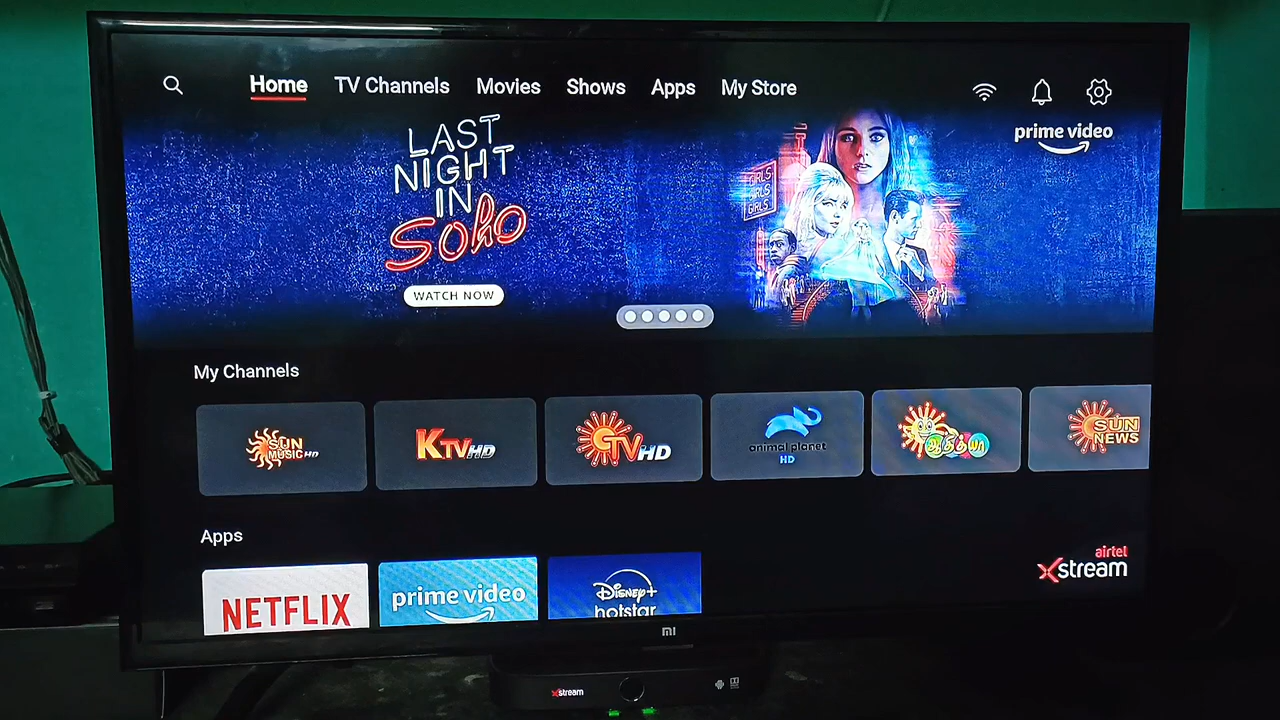 Home TV Channels Movies Shows Apps My Store
prime video
LAST
NIGHT
IN
Soho
GIRLS
GIRLS
GIRLS
WATCH NOW
My Channels
SUN
MUSIC HD
KTV HD
TV HD
animal planet
HD
ஆதித்யா
SUN
NEWS
Apps
NETFLIX
prime video
Disney+
hotstar
airtel
Xstream
mi
Xstream